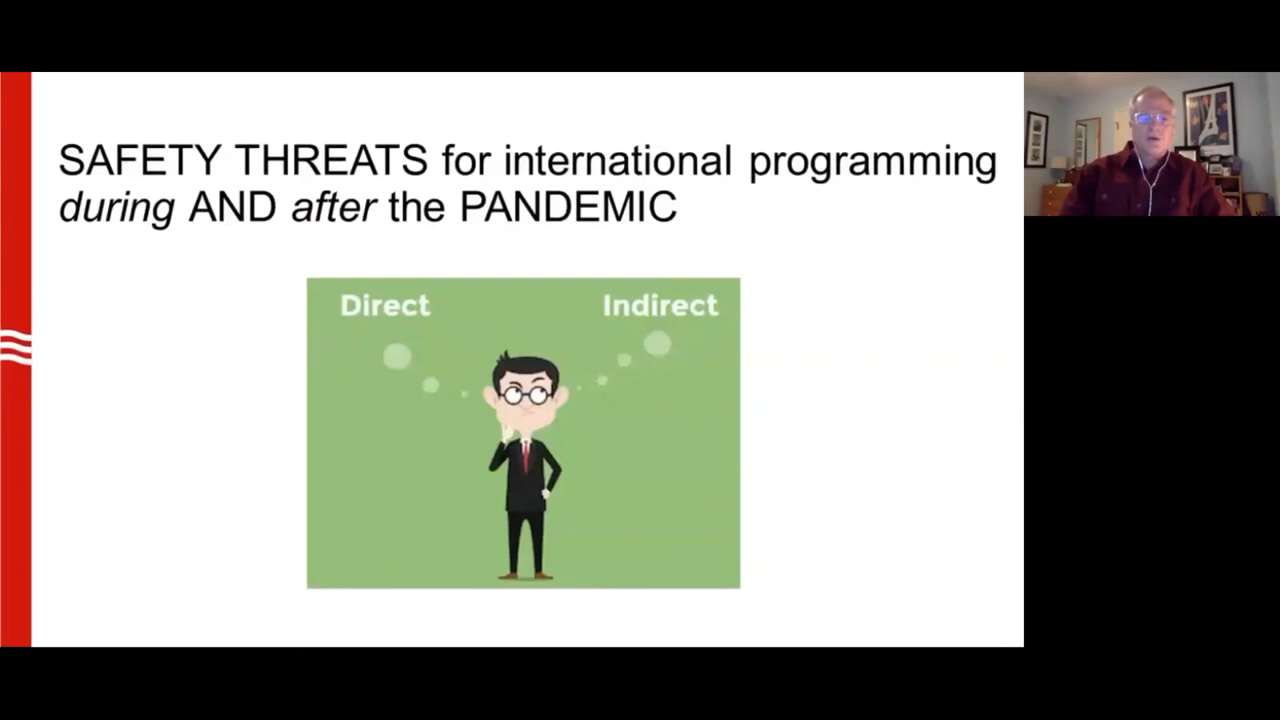 SAFETY THREATS for international programming
during AND after the PANDEMIC
Direct
Indirect